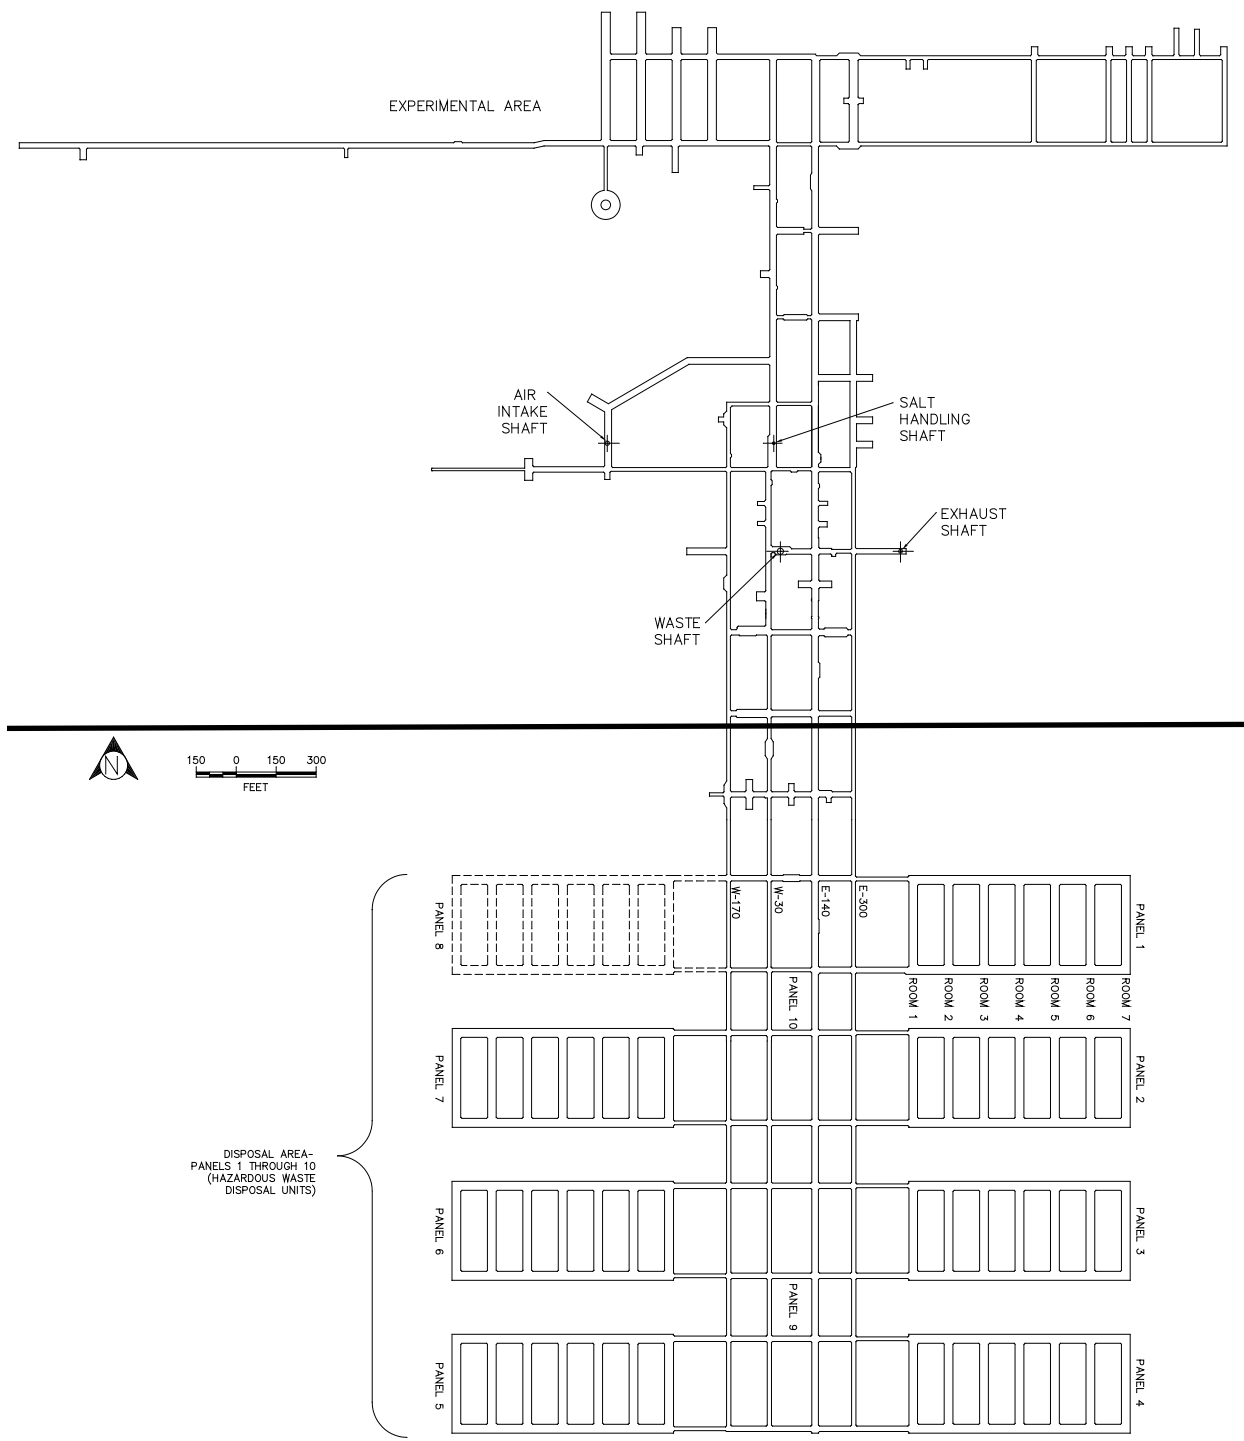 EXPERIMENTAL AREA
AIR
INTAKE
SHAFT
SALT
HANDLING
SHAFT
EXHAUST
SHAFT
WASTE
SHAFT
N
150 0 150 300
FEET
PANEL 8
W-170
W-30
E-140
E-300
PANEL 1
PANEL 10
ROOM 1
ROOM 2
ROOM 3
ROOM 4
ROOM 5
ROOM 6
ROOM 7
PANEL 7
PANEL 2
DISPOSAL AREA-
PANELS 1 THROUGH 10
(HAZARDOUS WASTE
DISPOSAL UNITS)
PANEL 6
PANEL 3
PANEL 9
PANEL 5
PANEL 4